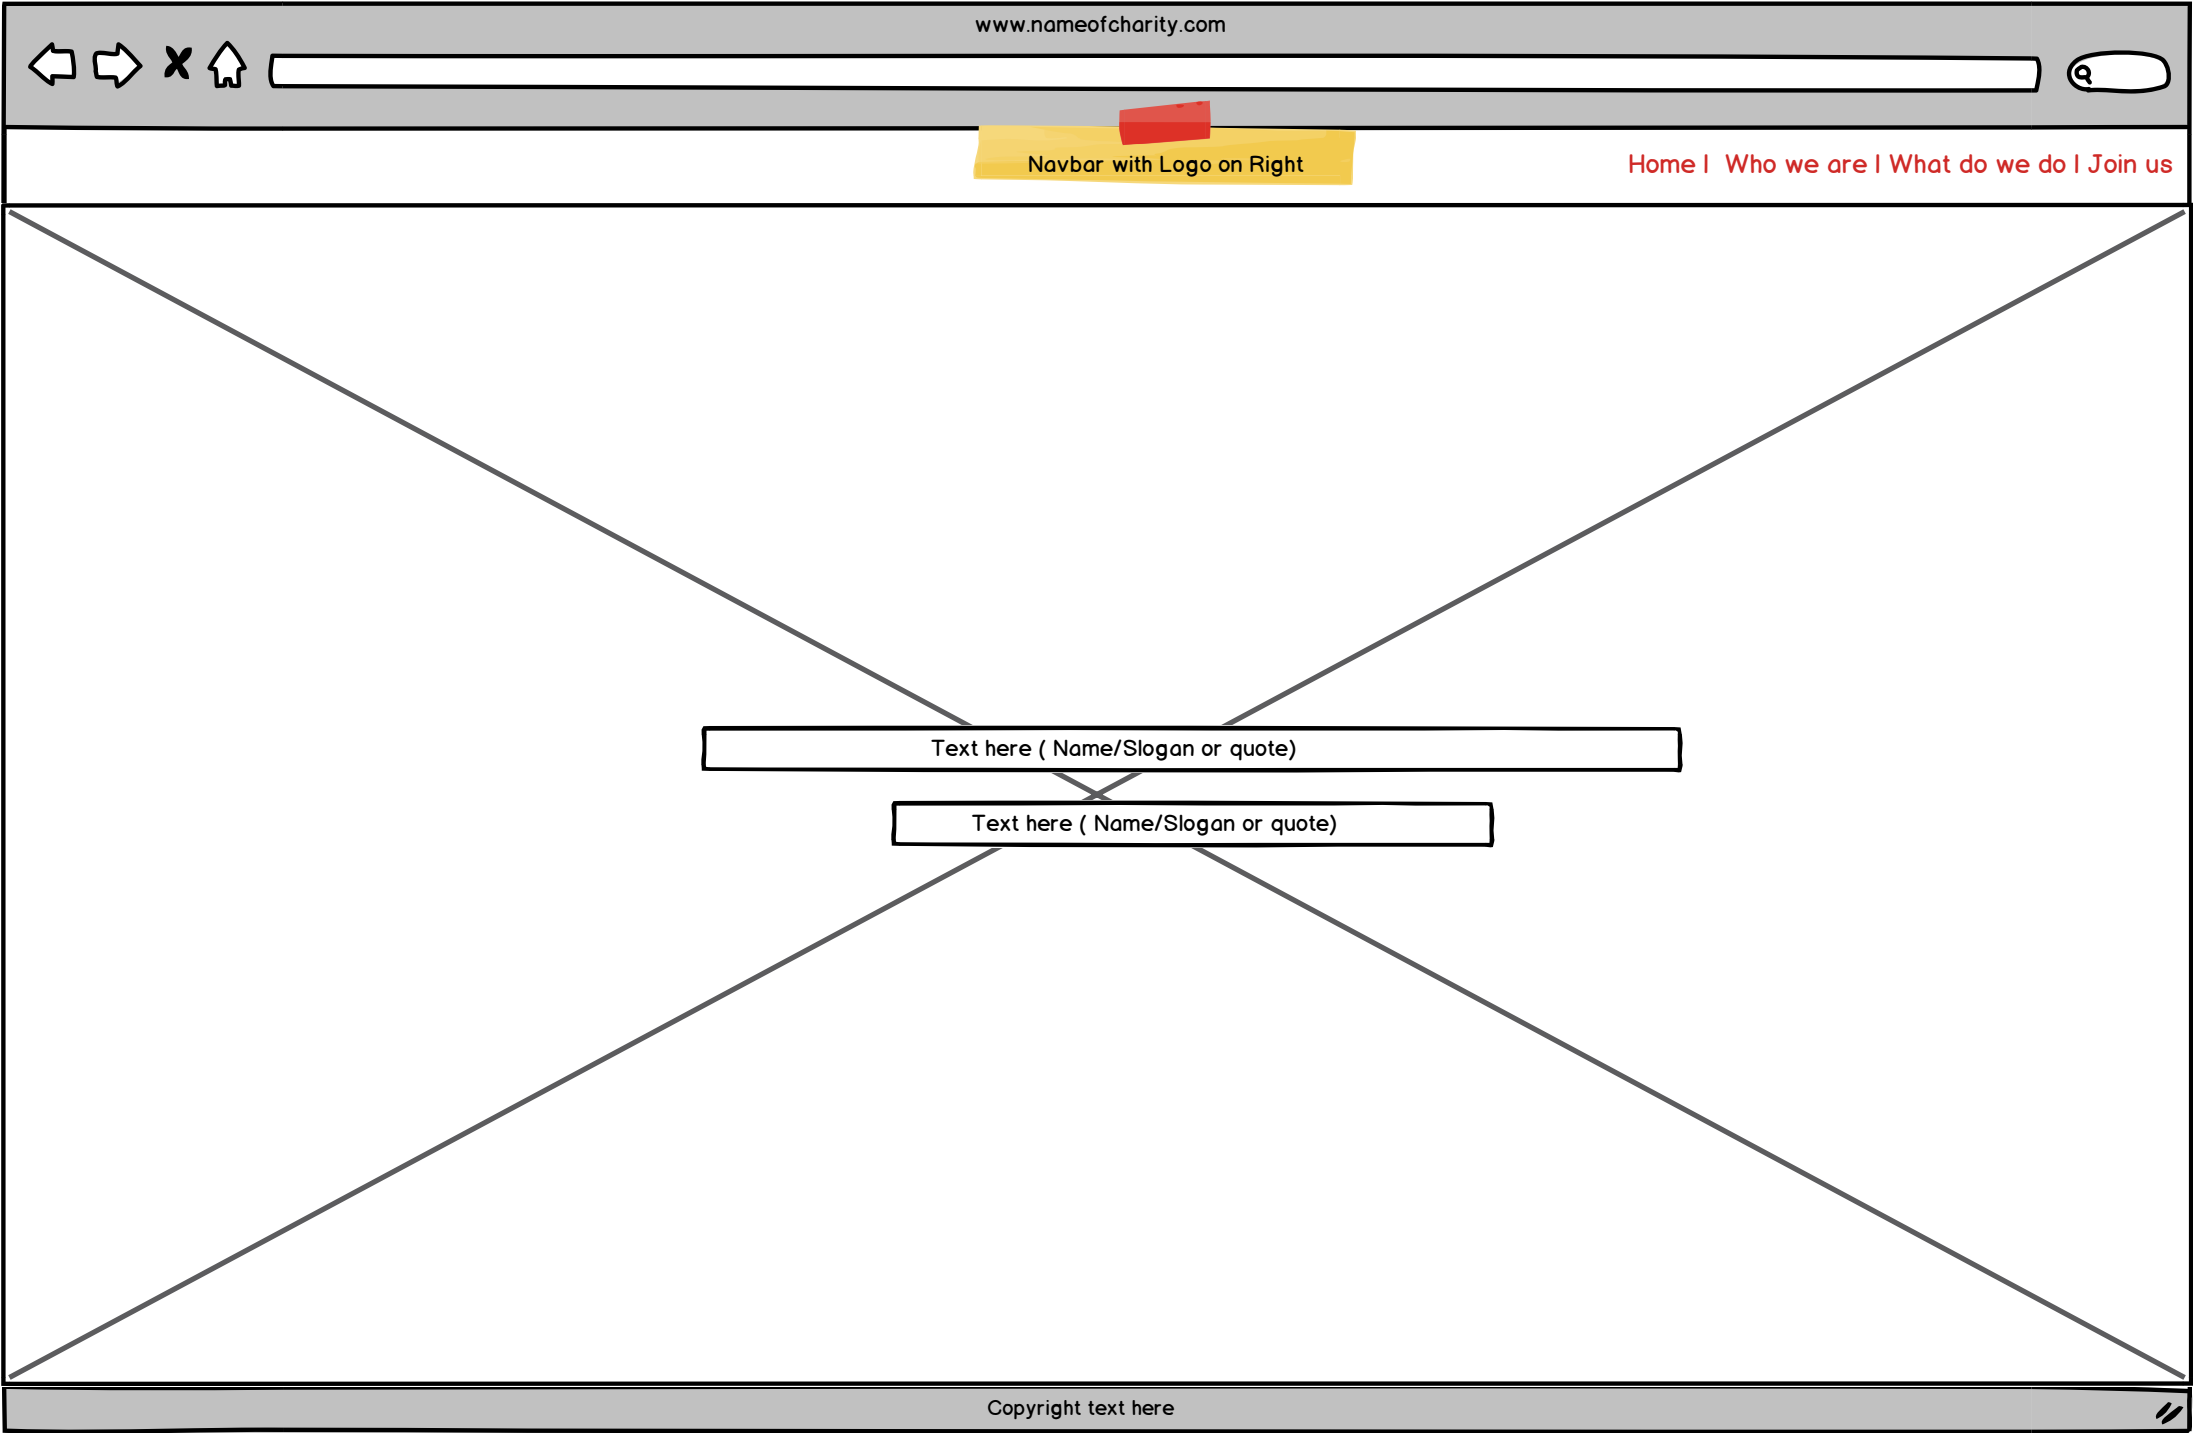 www.nameofcharity.com
Navbar with Logo on Right
Home | Who we are | What do we do | Join us
Text here ( Name/Slogan or quote)
Text here ( Name/Slogan or quote)
Copyright text here